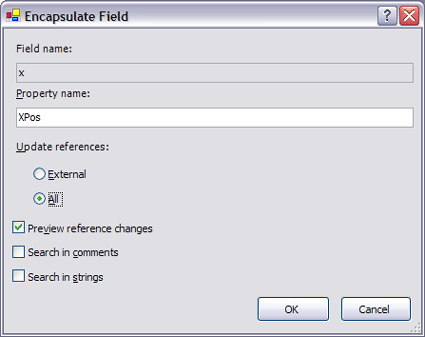 Encapsulate Field
Field name:
x
Property name:
XPos
Update references:
External
All
Preview reference changes
Search in comments
Search in strings
OK Cancel